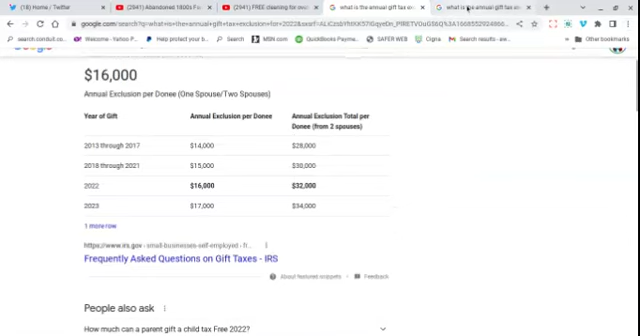 (18) Home / Twitter
(2941) Abandoned 1800s Fo
(2941) FREE cleaning for
what is the annual gift tax ex
what is the annual gift tax ex
search.conduit.co...
Welcome - Yahoo P...
Help protect your b...
Search
MSN.com
QuickBooks Payme...
SAFER WEB
Cigna
Search results - aw...
Other bookmarks
$16,000
Annual Exclusion per Donee (One Spouse/Two Spouses)
Year of Gift Annual Exclusion per Donee Annual Exclusion Total per
Donee (from 2 spouses)
2013 through 2017 $14,000 $28,000
2018 through 2021 $15,000 $30,000
2022 $16,000 $32,000
2023 $17,000 $34,000
1 more row
https://www.irs.gov › small-businesses-self-employed › fr...
Frequently Asked Questions on Gift Taxes - IRS
About featured snippets • Feedback
People also ask
How much can a parent gift a child tax Free 2022?